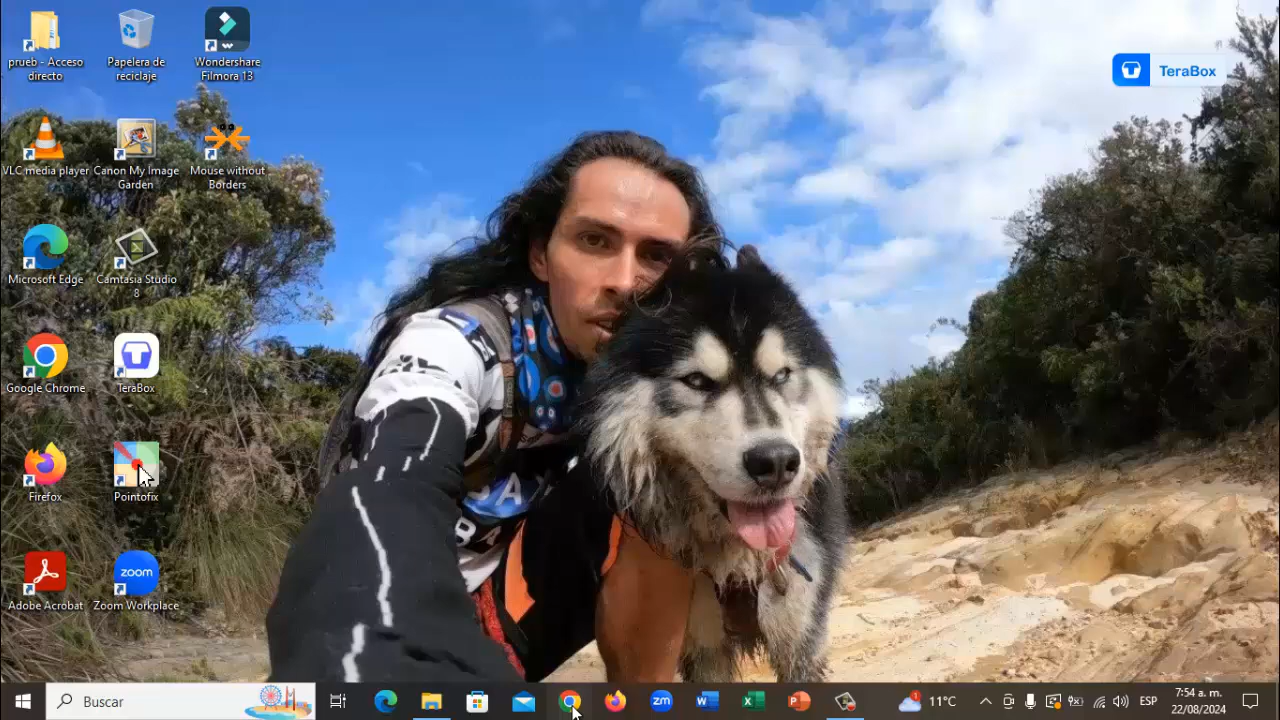 prueb - Acceso
directo
Papelera de
reciclaje
Wondershare
Filmora 13
TeraBox
VLC media player
Canon My Image
Garden
Mouse without
Borders
Microsoft Edge
Camtasia Studio
8
Google Chrome
TeraBox
Firefox
Pointofix
Adobe Acrobat
zoom
Zoom Workplace
Buscar
zm
1
11°C
ESP
7:54 a. m.
22/08/2024